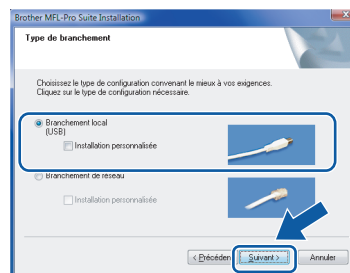 Brother MFL-Pro Suite Installation
Type de branchement
Choisissez le type de configuration convenant le mieux à vos exigences.
Cliquez sur le type de configuration nécessaire.
Branchement local
(USB)
Installation personnalisée
Branchement de réseau
Installation personnalisée
< Précéden
Suivant >
Annuler